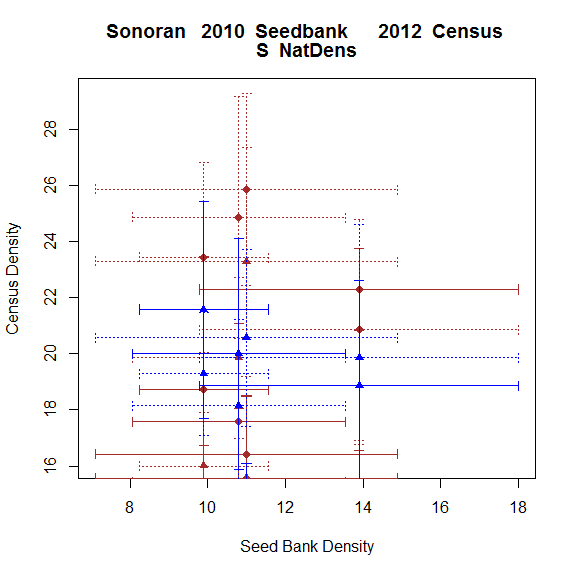 Sonoran 2010 Seedbank 2012 Census
S NatDens
Census Density
28
26
24
22
20
18
16
8 10 12 14 16 18
Seed Bank Density